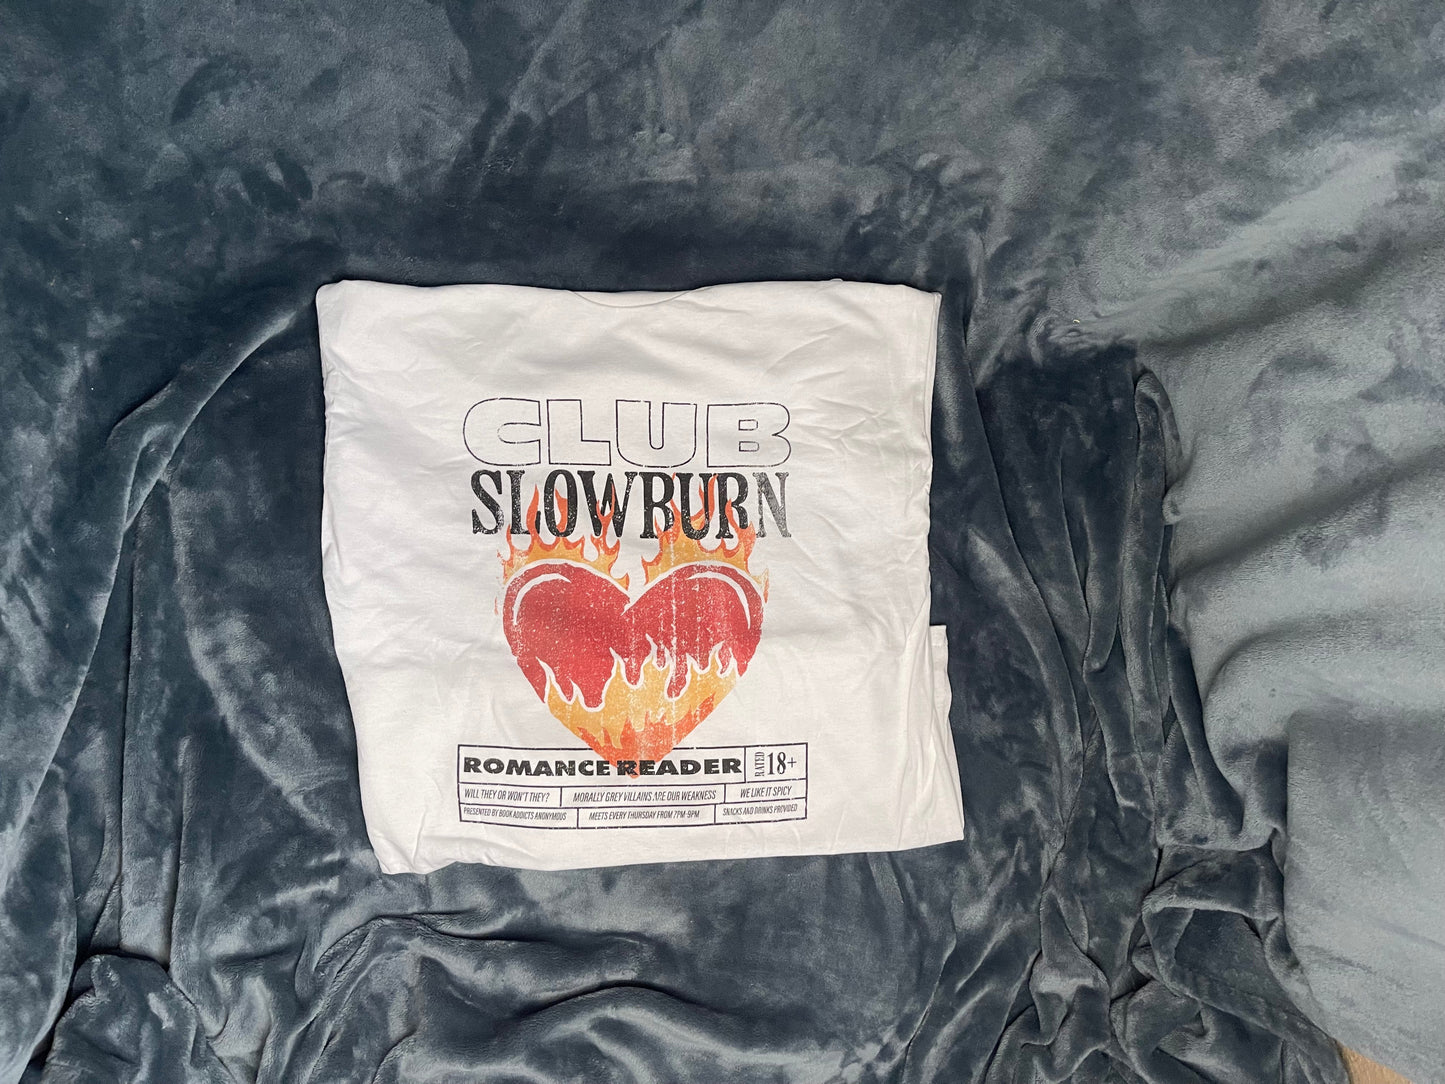 CLUB
SLOWBURN
ROMANCE READER RATED 18+
WILL THEY OR WON'T THEY? MORALLY GREY VILLAINS ARE OUR WEAKNESS WE LIKE IT SPICY
PRESENTED BY BOOK ADDICTS ANONYMOUS MEETS EVERY THURSDAY FROM 7PM-9PM SNACKS AND DRINKS PROVIDED